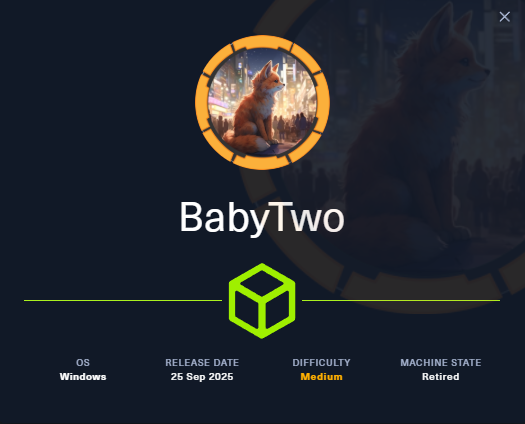 BabyTwo
OS RELEASE DATE DIFFICULTY MACHINE STATE
Windows 25 Sep 2025 Medium Retired